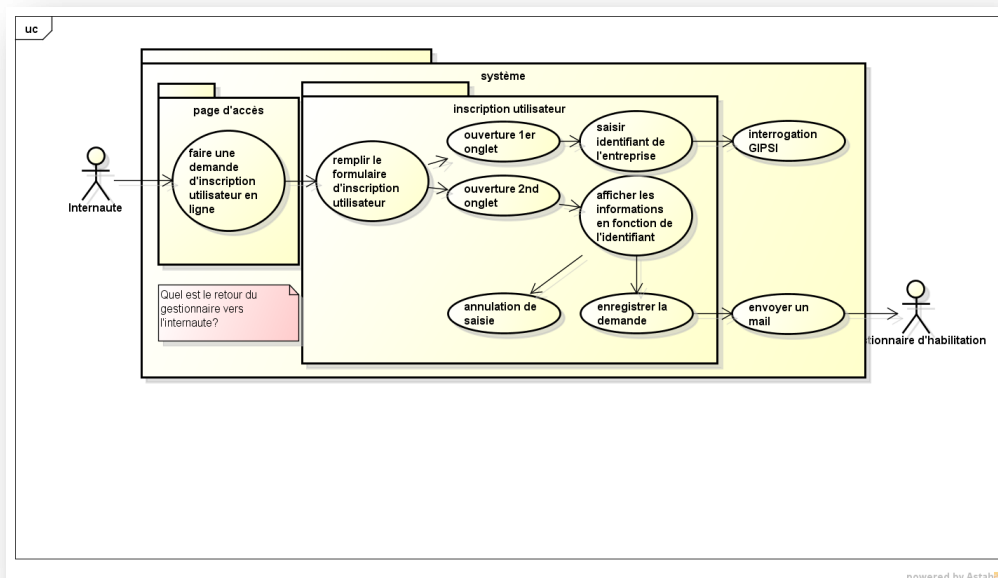 uc
système
page d'accès
inscription utilisateur
faire une
demande
d'inscription
utilisateur en
ligne
remplir le
formulaire
d'inscription
utilisateur
ouverture 1er
onglet
saisir
identifiant de
l'entreprise
interrogation
GIPSI
ouverture 2nd
onglet
afficher les
informations
en fonction de
l'identifiant
Internaute
Quel est le retour du
gestionnaire vers
l'internaute?
annulation de
saisie
enregistrer la
demande
envoyer un
mail
tionnaire d'habilitation
powered by Astah